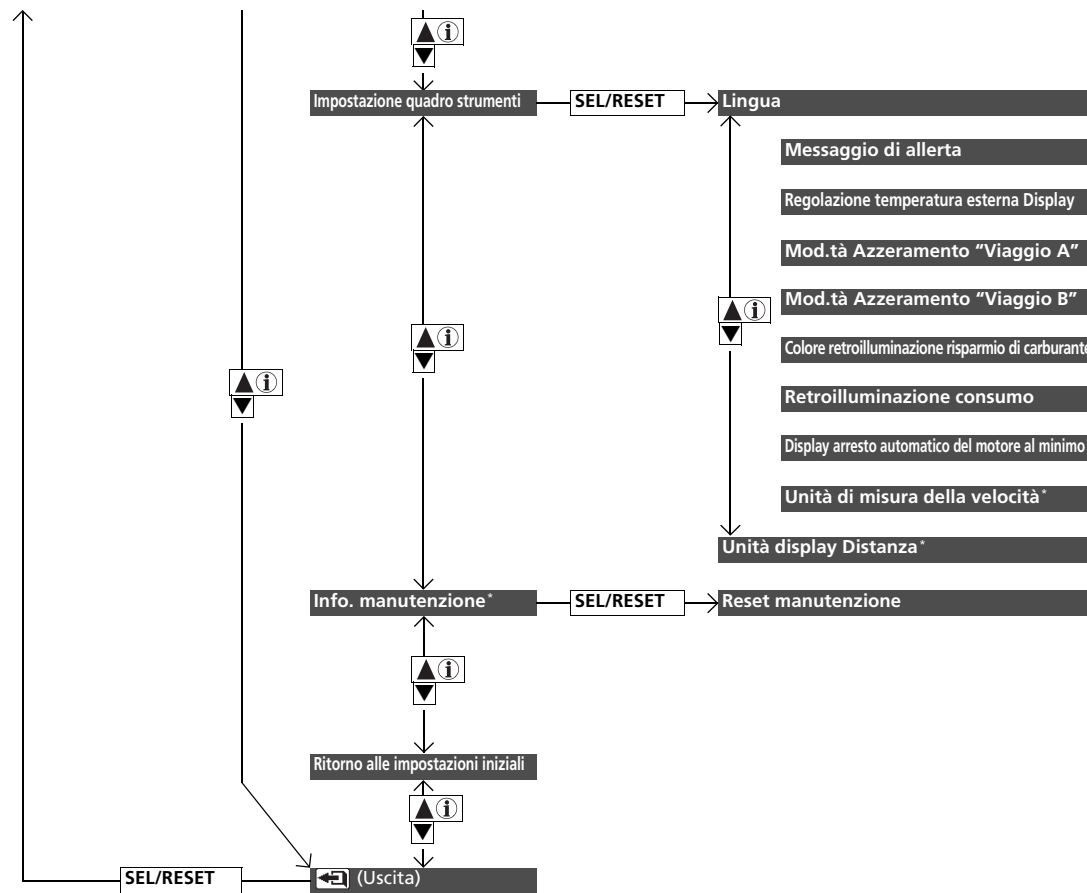 Impostazione quadro strumenti SEL/RESET Lingua
Messaggio di allerta
Regolazione temperatura esterna Display
Mod.tà Azzeramento “Viaggio A”
Mod.tà Azzeramento “Viaggio B”
Colore retroilluminazione risparmio di carburante
Retroilluminazione consumo
Display arresto automatico del motore al minimo
Unità di misura della velocità*
Unità display Distanza*
Info. manutenzione* SEL/RESET Reset manutenzione
Ritorno alle impostazioni iniziali
SEL/RESET (Uscita)